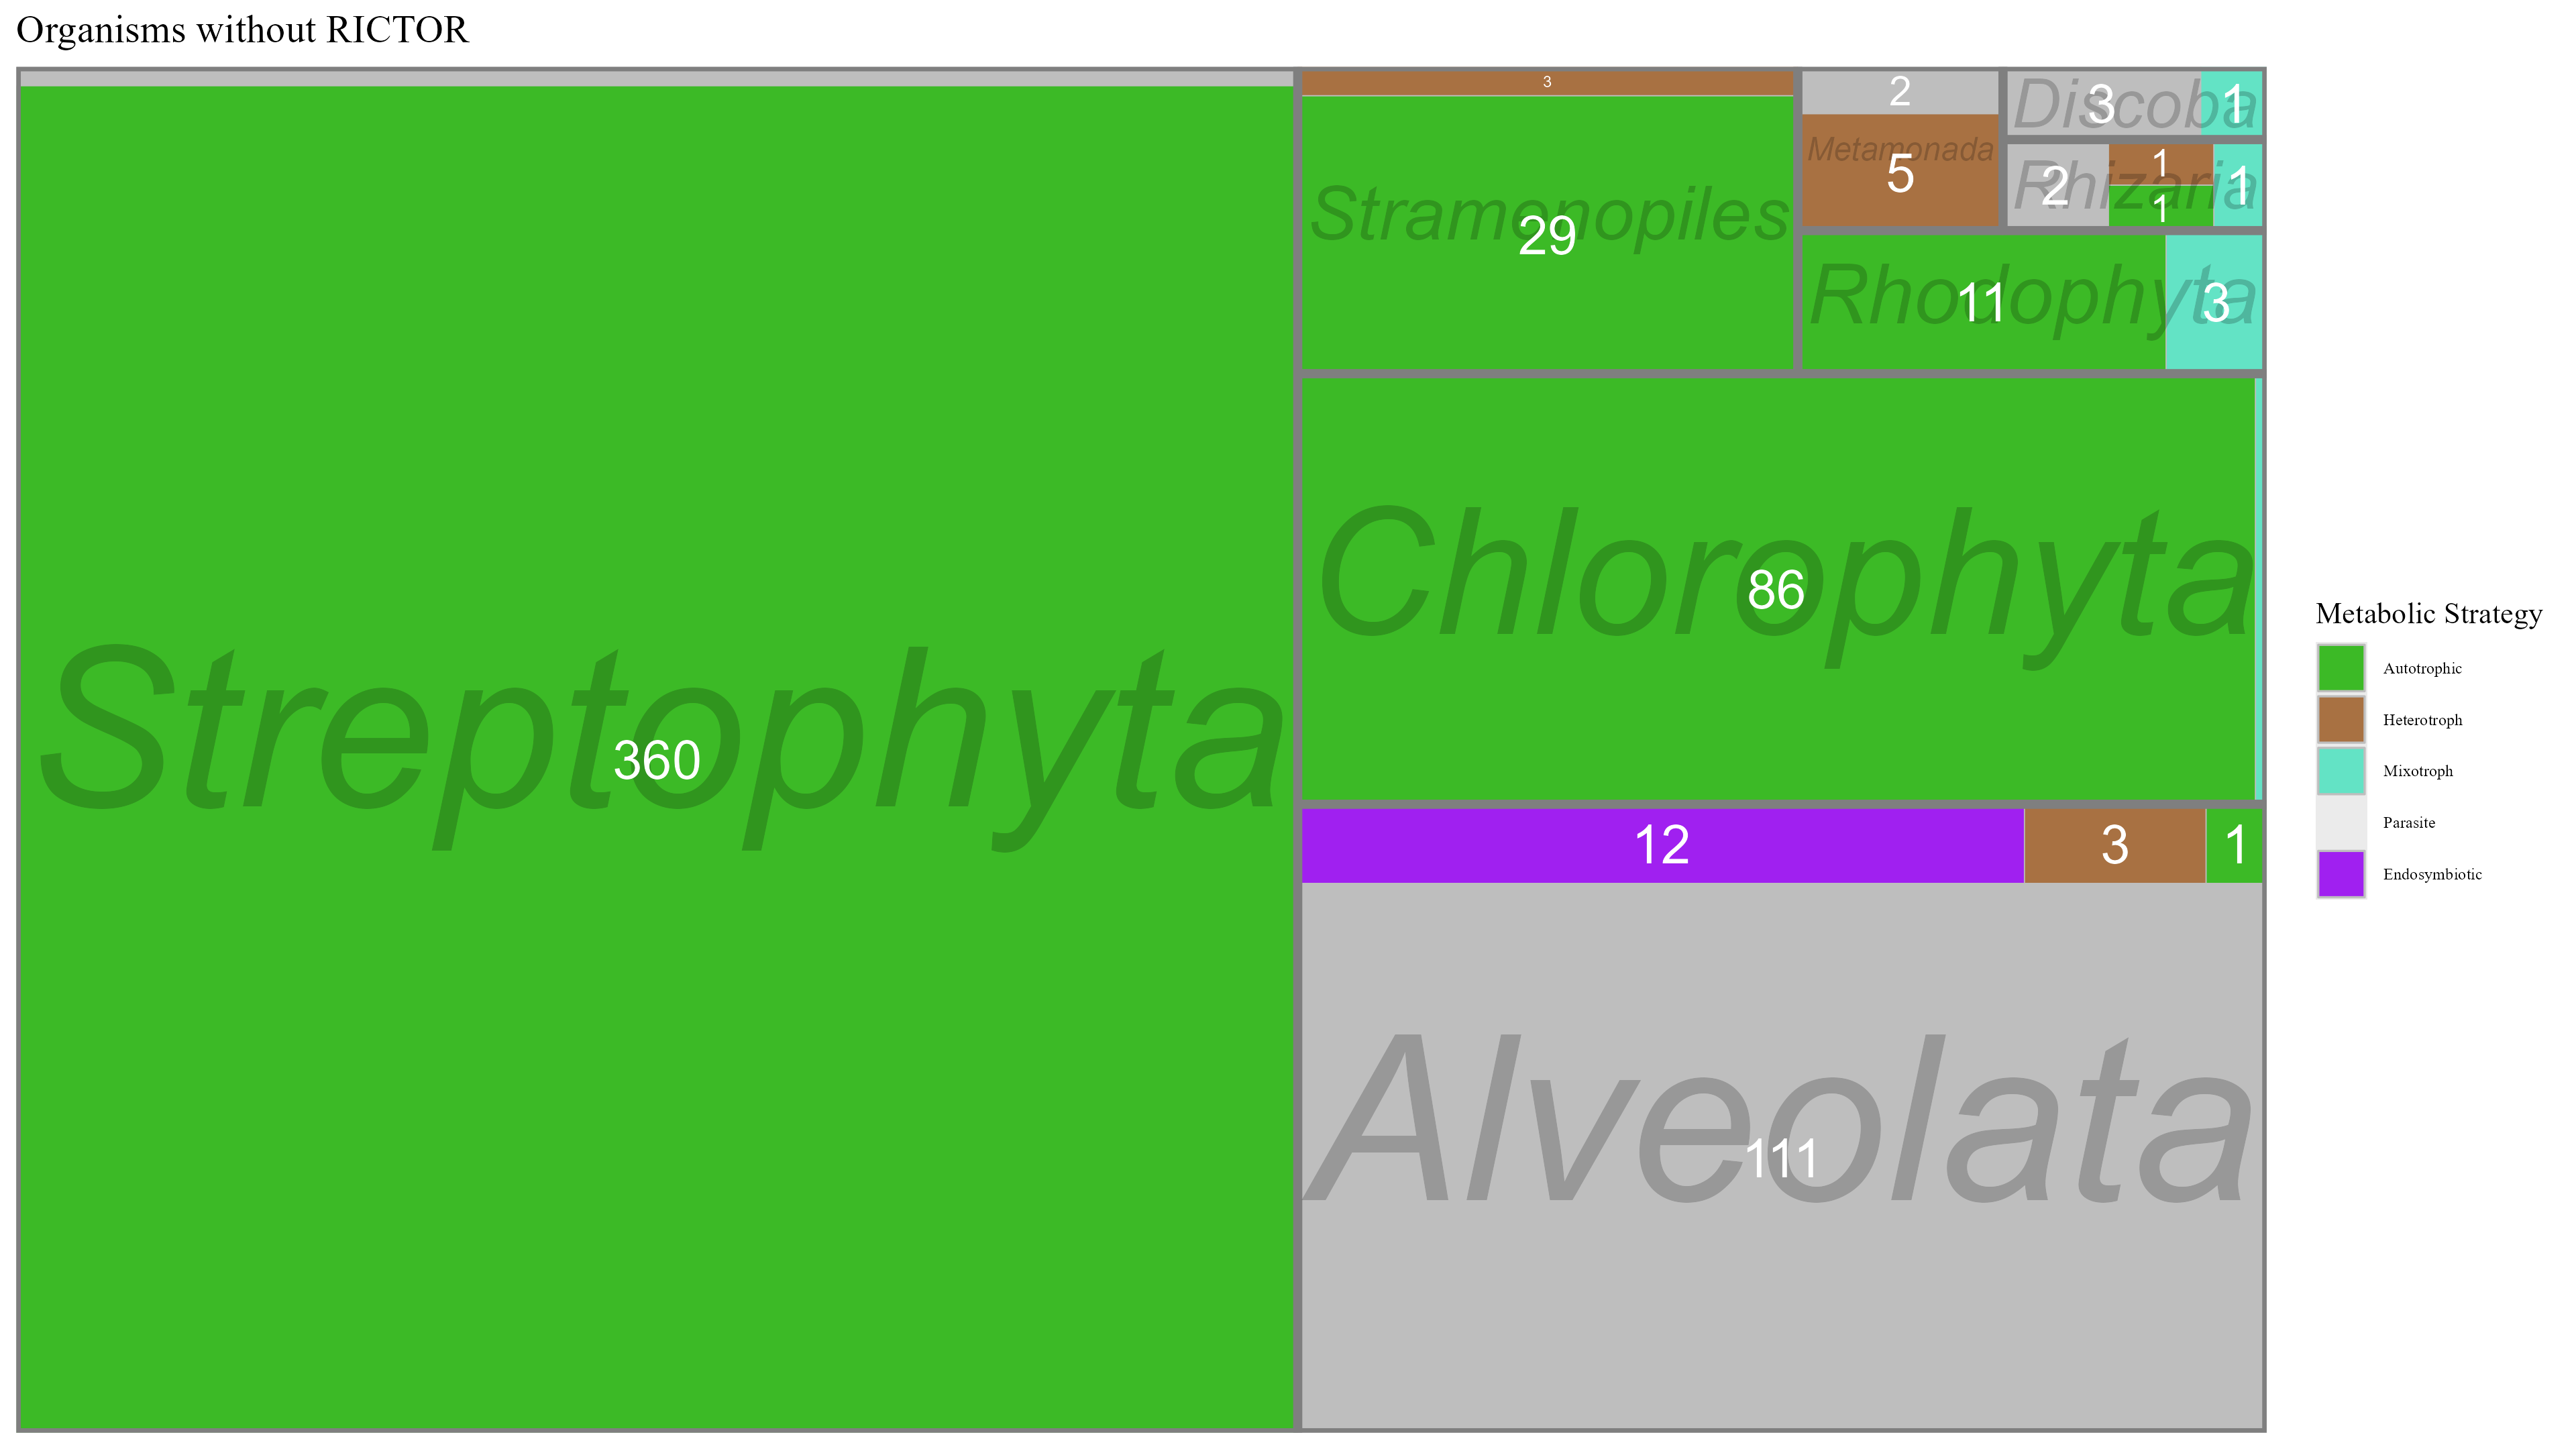 Organisms without RICTOR
Streptophyta
360
3
Stramenopiles
29
2
Metamonada
5
Discoba
3
1
Rhizaria
2
1
1
1
Rhodophyta
11
3
Chlorophyta
86
12
3
1
Alveolata
111
Metabolic Strategy
Autotrophic
Heterotroph
Mixotroph
Parasite
Endosymbiotic